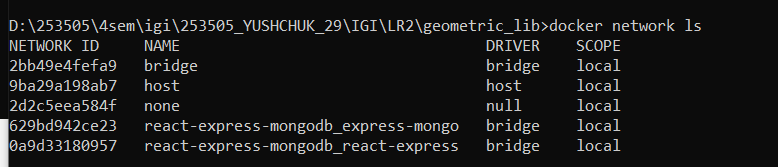 D:\253505\4sem\igi\253505_YUSHCHUK_29\IGI\LR2\geometric_lib>docker network ls
NETWORK ID     NAME                                 DRIVER    SCOPE
2bb49e4fefa9   bridge                               bridge    local
9ba29a198ab7   host                                 host      local
2d2c5eea584f   none                                 null      local
629bd942ce23   react-express-mongodb_express-mongo   bridge    local
0a9d33180957   react-express-mongodb_react-express   bridge    local